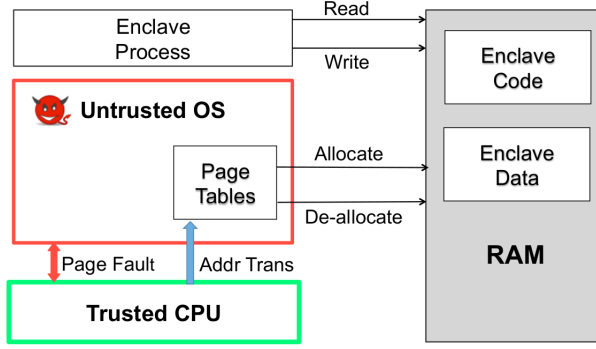 Enclave
Process
Read
Write
Enclave
Code
Untrusted OS
Page
Tables
Allocate
De-allocate
Enclave
Data
RAM
Page Fault
Addr Trans
Trusted CPU